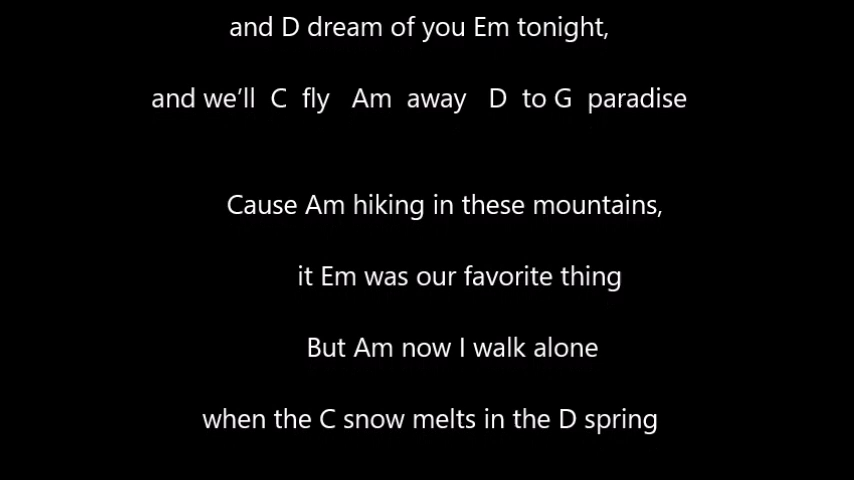 and D dream of you Em tonight,
and we’ll C fly Am away D to G paradise
Cause Am hiking in these mountains,
it Em was our favorite thing
But Am now I walk alone
when the C snow melts in the D spring